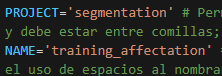 PROJECT='segmentation' # Per
y debe estar entre comillas;
NAME='training_affectation'
el uso de espacios al nombra